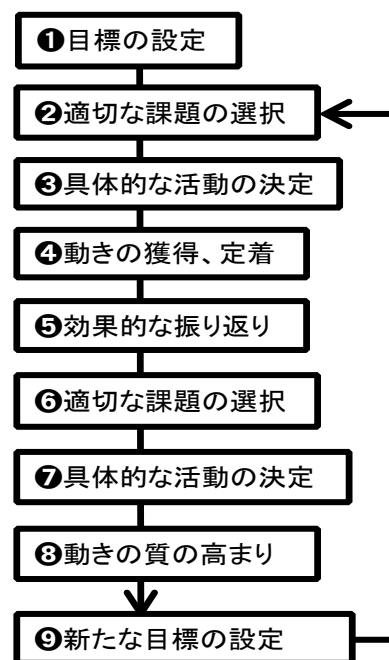 ❶目標の設定
❷適切な課題の選択
❸具体的な活動の決定
❹動きの獲得、定着
❺効果的な振り返り
❻適切な課題の選択
❼具体的な活動の決定
❽動きの質の高まり
❾新たな目標の設定